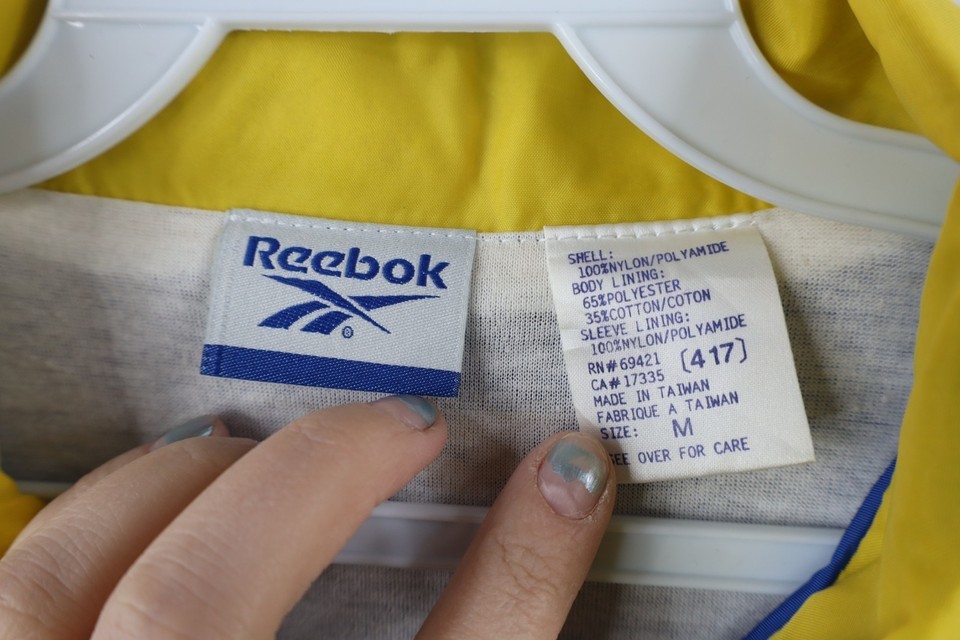 Reebok
®
SHELL:
100%NYLON/POLYAMIDE
BODY LINING:
65%POLYESTER
35%COTTON/COTON
SLEEVE LINING:
100%NYLON/POLYAMIDE
RN#69421 (417)
CA#17335
MADE IN TAIWAN
FABRIQUE A TAIWAN
SIZE: M
SEE OVER FOR CARE